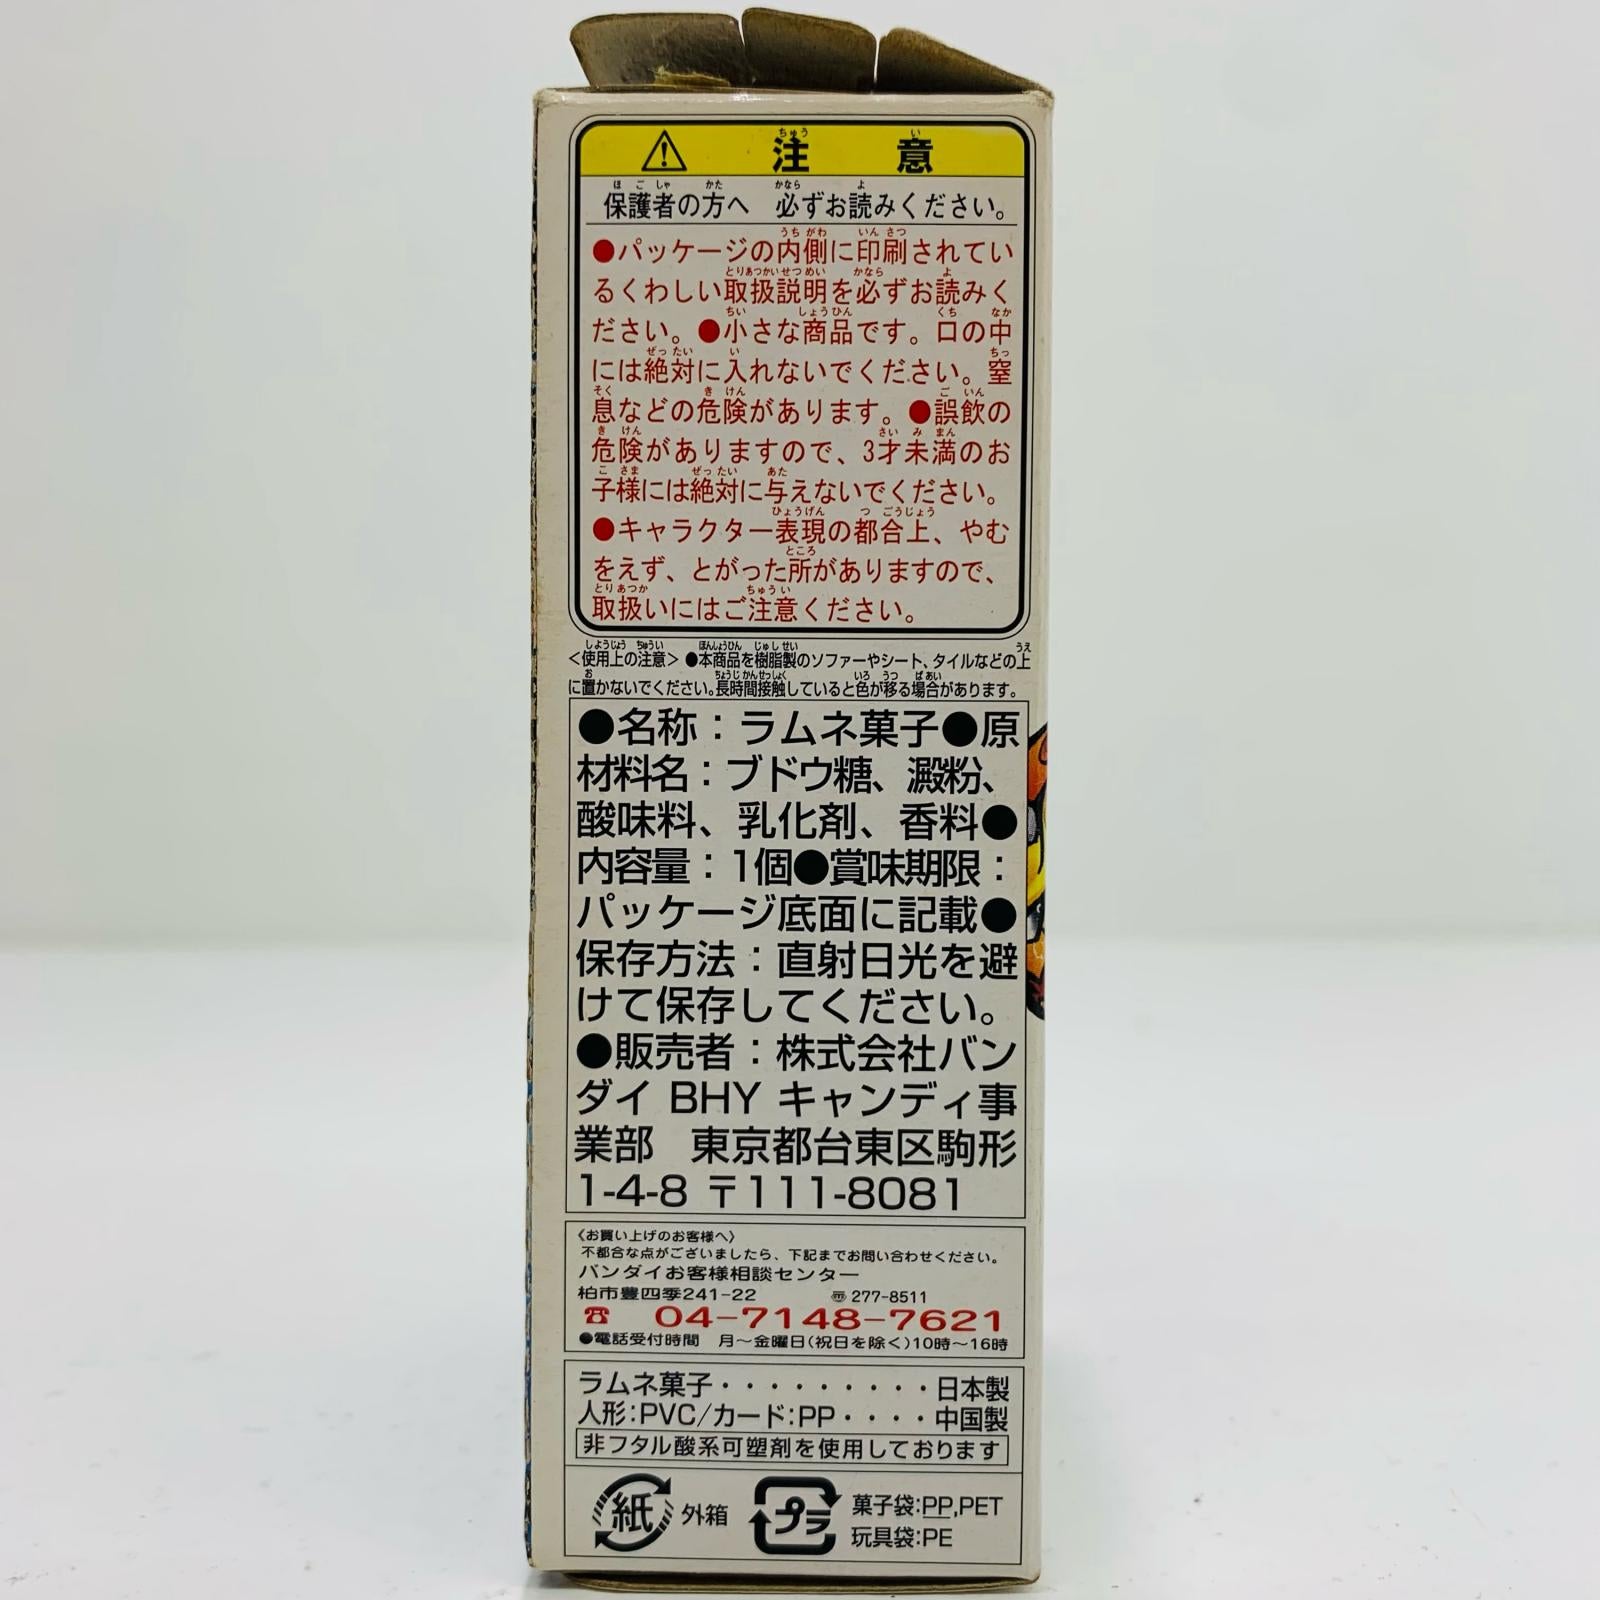 注意
保護者の方へ 必ずお読みください。
●パッケージの内側に印刷されてい
るくわしい取扱説明を必ずお読みく
ださい。●小さな商品です。口の中
には絶対に入れないでください。窒
息などの危険があります。●誤飲の
危険がありますので、3才未満のお
子様には絶対に与えないでください。
●キャラクター表現の都合上、やむ
をえず、とがった所がありますので、
取扱いにはご注意ください。
<使用上の注意>●本商品を樹脂製のソファーやシート、タイルなどの上
に置かないでください。長時間接触していると色が移る場合があります。
●名称：ラムネ菓子●原
材料名：ブドウ糖、澱粉、
酸味料、乳化剤、香料●
内容量：1個●賞味期限：
パッケージ底面に記載●
保存方法：直射日光を避
けて保存してください。
●販売者：株式会社バン
ダイ BHY キャンディ事
業部　東京都台東区駒形
1-4-8 〒111-8081
〈お買い上げのお客様へ〉
不都合な点がございましたら、下記までお問い合わせください。
バンダイお客様相談センター
柏市豊四季241-22 〠277-8511
☎ 04-7148-7621
●電話受付時間　月〜金曜日(祝日を除く)10時〜16時
ラムネ菓子・・・・・・・・・日本製
人形:PVC/カード:PP・・・・中国製
非フタル酸系可塑剤を使用しております
紙 外箱
プラ 菓子袋:PP,PET
玩具袋:PE